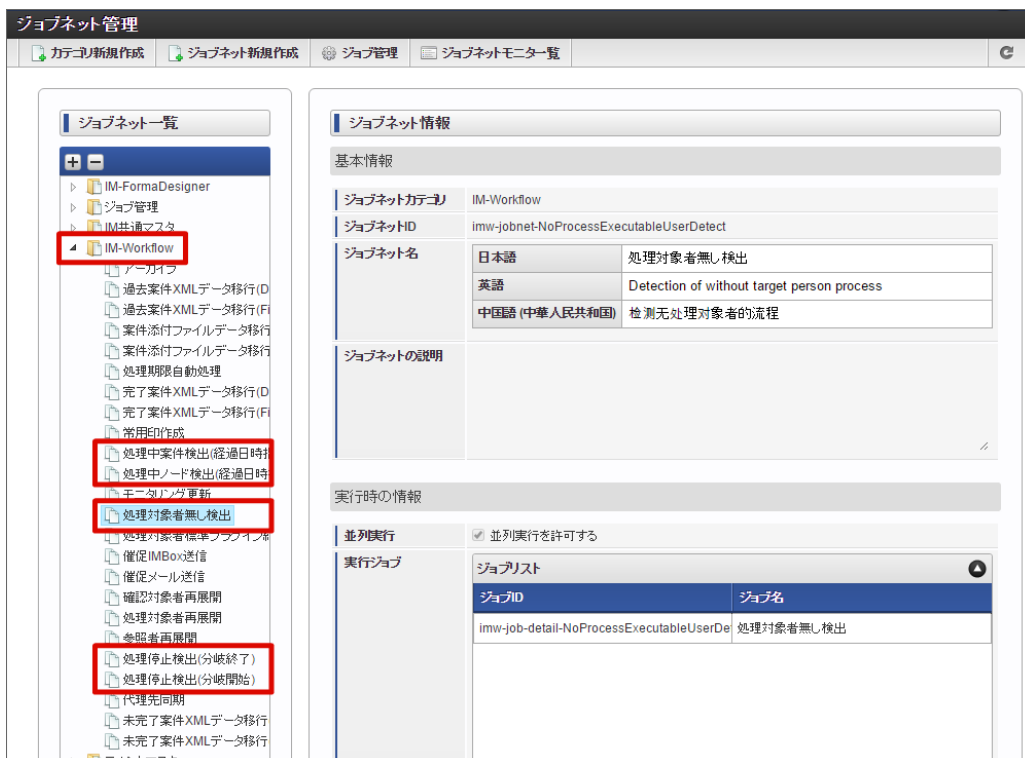 ジョブネット管理
カテゴリ新規作成 ジョブネット新規作成 ジョブ管理 ジョブネットモニター覧
ジョブネット一覧
IM-FormaDesigner
ジョブ管理
IM共通マスタ
IM-Workflow
アーカイブ
過去案件XMLデータ移行(D
過去案件XMLデータ移行(Fi
案件添付ファイルデータ移行
案件添付ファイルデータ移行
処理期限自動処理
完了案件XMLデータ移行(D
完了案件XMLデータ移行(Fi
常用印作成
処理中案件検出(経過日時指
処理中ノード検出(経過日時
モニタリング更新
処理対象者無し検出
処理対象者標準プラグイン
催促IMBox送信
催促メール送信
確認対象者再展開
処理対象者再展開
参照者再展開
処理停止検出(分岐終了)
処理停止検出(分岐開始)
代理先同期
未完了案件XMLデータ移行
未完了案件XMLデータ移行
ジョブネット情報
基本情報
ジョブネットカテゴリ IM-Workflow
ジョブネットID imw-jobnet-NoProcessExecutableUserDetect
ジョブネット名 日本語 処理対象者無し検出
英語 Detection of without target person process
中国語 (中華人民共和国) 检测无处理对象者的流程
ジョブネットの説明
実行時の情報
並列実行 並列実行を許可する
実行ジョブ ジョブリスト
ジョブID ジョブ名
imw-job-detail-NoProcessExecutableUserDe 処理対象者無し検出